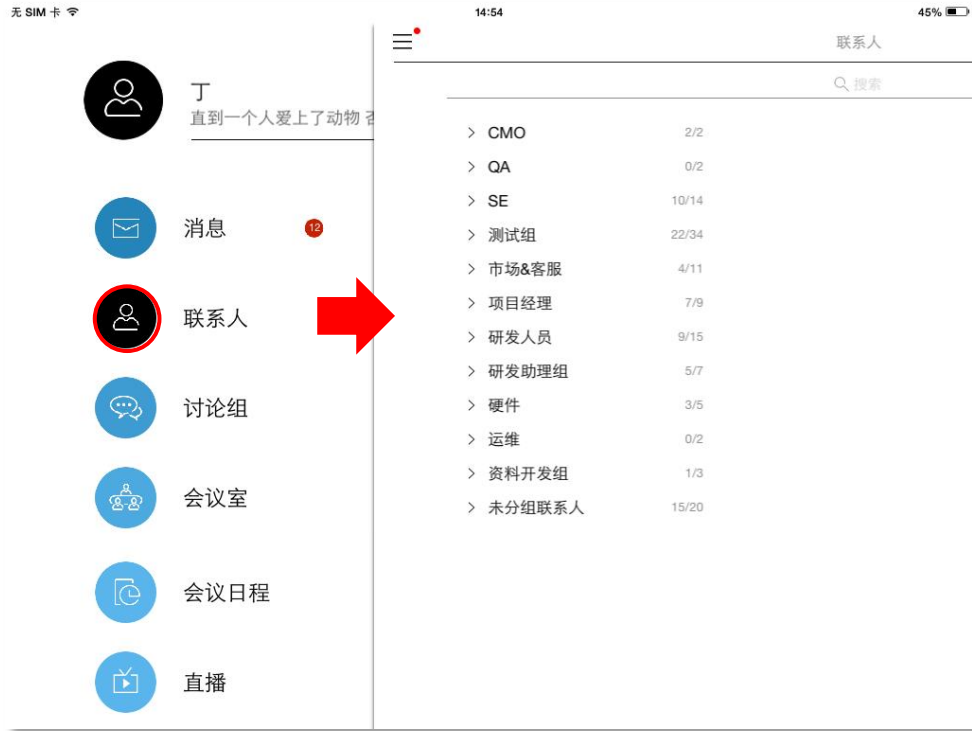 无 SIM 卡
14:54
45%
丁
直到一个人爱上了动物
消息
12
联系人
讨论组
会议室
会议日程
直播
联系人
搜索
CMO 2/2
QA 0/2
SE 10/14
测试组 22/34
市场&客服 4/11
项目经理 7/9
研发人员 9/15
研发助理组 5/7
硬件 3/5
运维 0/2
资料开发组 1/3
未分组联系人 15/20